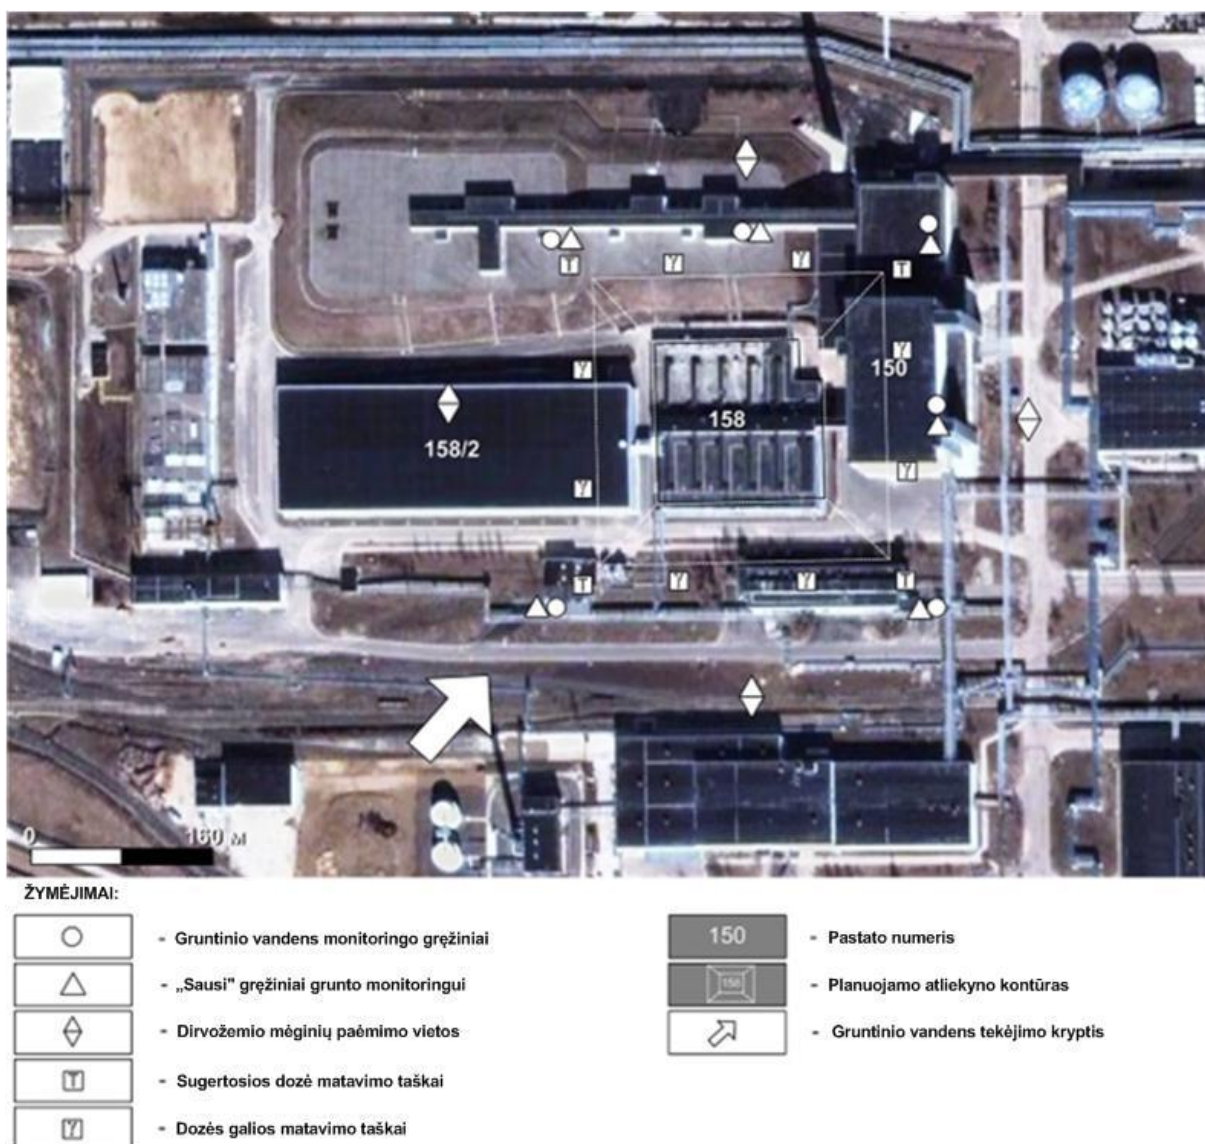 T
γ
γ
T
γ
γ
150
158
158/2
γ
γ
T
γ
γ
T
0 160 м
ŽYMĖJIMAI:
- Gruntinio vandens monitoringo gręžiniai
- „Sausi" gręžiniai grunto monitoringui
- Dirvožemio mėginių paėmimo vietos
T - Sugertosios dozė matavimo taškai
γ - Dozės galios matavimo taškai
150 - Pastato numeris
158 - Planuojamo atliekyno kontūras
- Gruntinio vandens tekėjimo kryptis